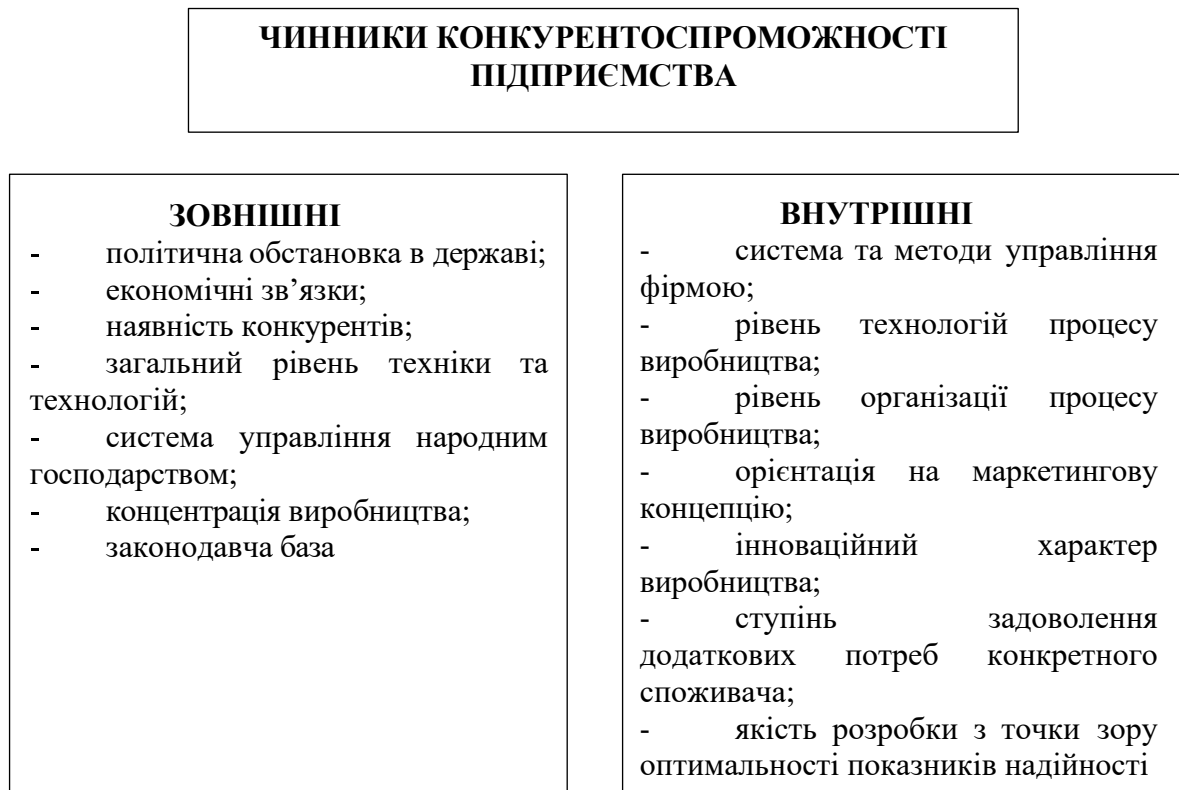 ЧИННИКИ КОНКУРЕНТОСПРОМОЖНОСТІ
ПІДПРИЄМСТВА
ЗОВНІШНІ
- політична обстановка в державі;
- економічні зв’язки;
- наявність конкурентів;
- загальний рівень техніки та
технологій;
- система управління народним
господарством;
- концентрація виробництва;
- законодавча база
ВНУТРІШНІ
- система та методи управління
фірмою;
- рівень технологій процесу
виробництва;
- рівень організації процесу
виробництва;
- орієнтація на маркетингову
концепцію;
- інноваційний характер
виробництва;
- ступінь задоволення
додаткових потреб конкретного
споживача;
- якість розробки з точки зору
оптимальності показників надійності